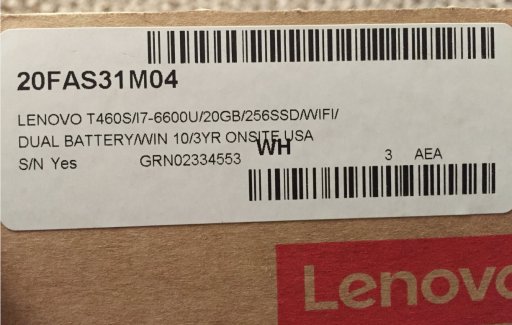 20FAS31M04
LENOVO T460S/I7-6600U/20GB/256SSD/WIFI/
DUAL BATTERY/WIN 10/3YR ONSITE USA
WH
S/N Yes GRN02334553 3 AEA
Lenovo